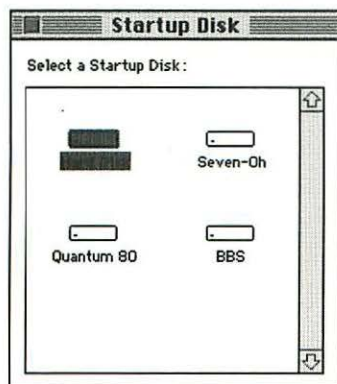 Startup Disk
Select a Startup Disk:
Seven-Oh
Quantum 80
BBS